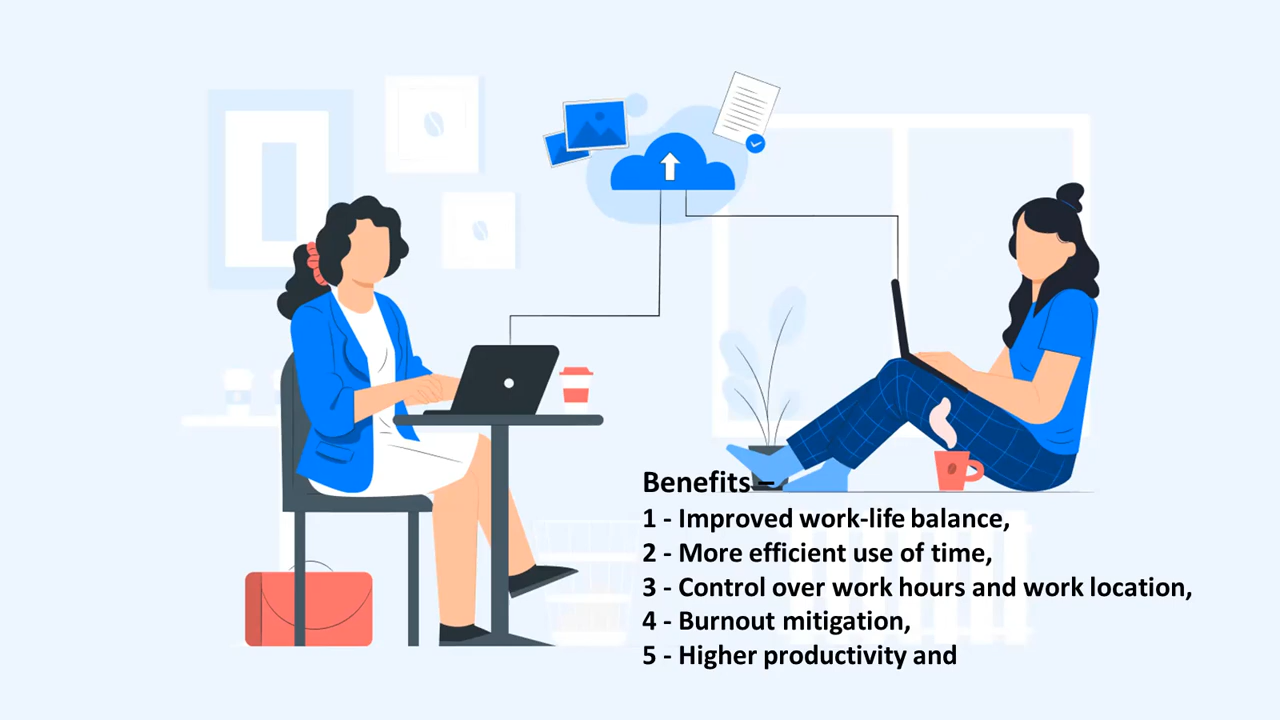 Benefits –
1 - Improved work-life balance,
2 - More efficient use of time,
3 - Control over work hours and work location,
4 - Burnout mitigation,
5 - Higher productivity and